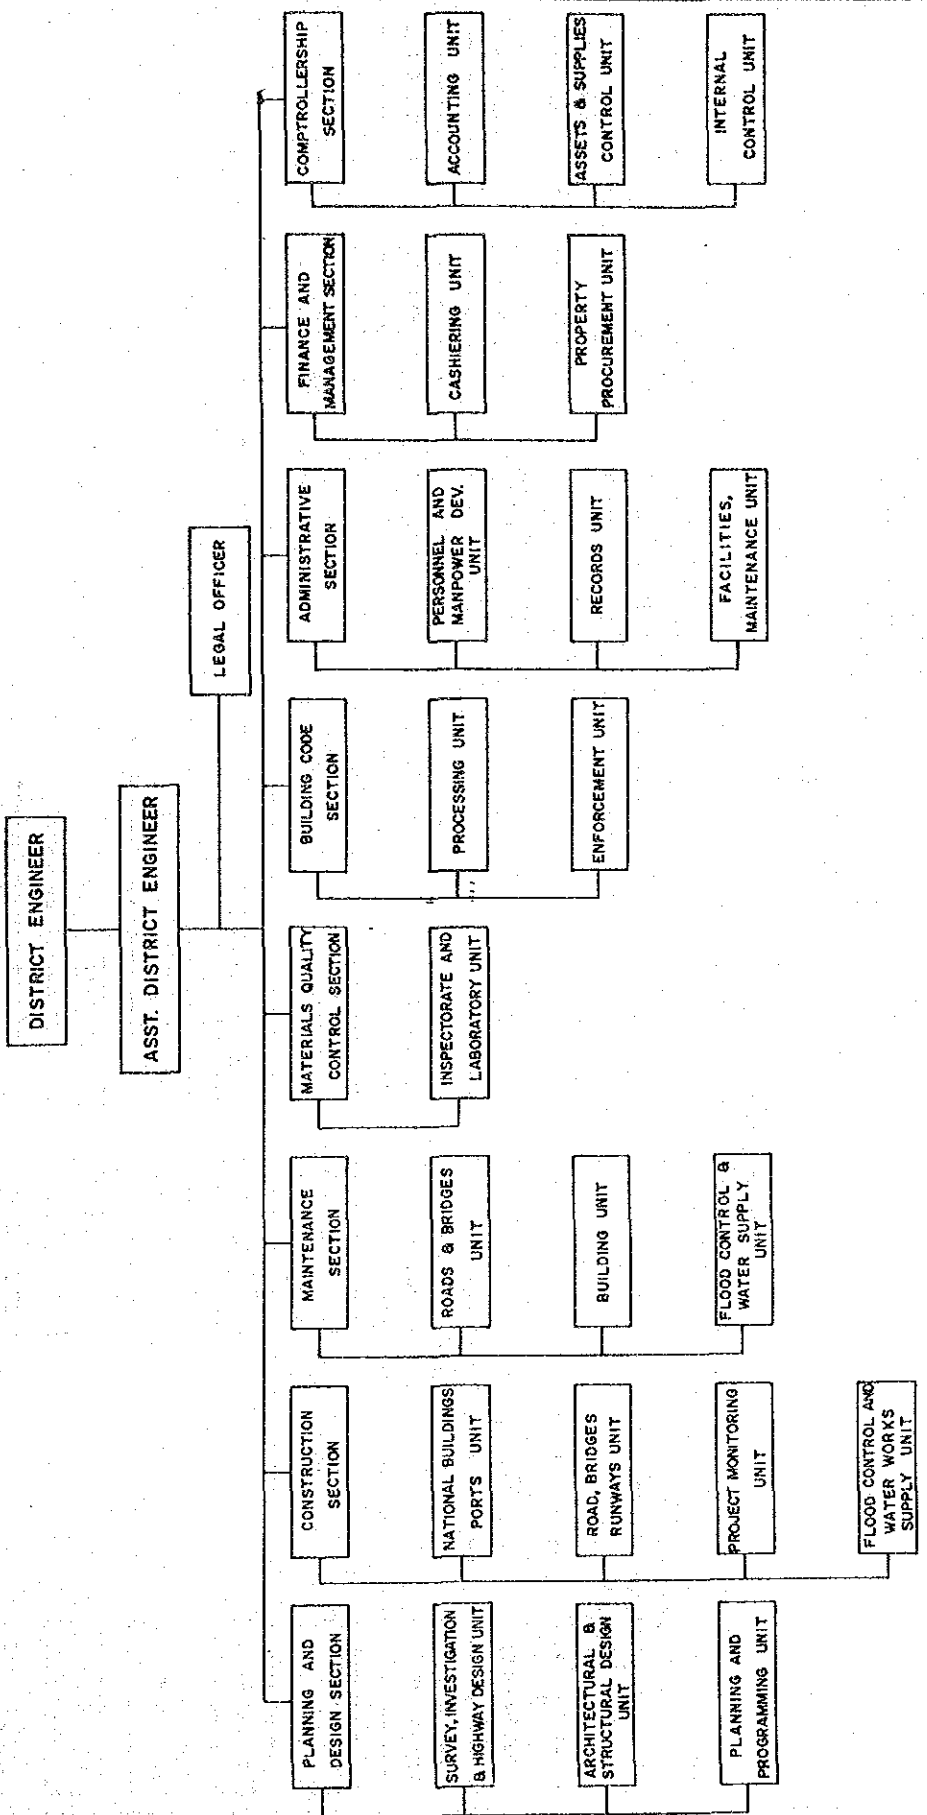 DISTRICT ENGINEER
ASST. DISTRICT ENGINEER
LEGAL OFFICER
PLANNING AND
DESIGN SECTION
SURVEY, INVESTIGATION
& HIGHWAY DESIGN UNIT
ARCHITECTURAL &
STRUCTURAL DESIGN
UNIT
PLANNING AND
PROGRAMMING UNIT
CONSTRUCTION
SECTION
NATIONAL BUILDINGS
PORTS UNIT
ROAD, BRIDGES
RUNWAYS UNIT
PROJECT MONITORING
UNIT
FLOOD CONTROL AND
WATER WORKS
SUPPLY UNIT
MAINTENANCE
SECTION
ROADS & BRIDGES
UNIT
BUILDING UNIT
FLOOD CONTROL &
WATER SUPPLY
UNIT
MATERIALS QUALITY
CONTROL SECTION
INSPECTORATE AND
LABORATORY UNIT
BUILDING CODE
SECTION
PROCESSING UNIT
ENFORCEMENT UNIT
ADMINISTRATIVE
SECTION
PERSONNEL AND
MANPOWER DEV.
UNIT
RECORDS UNIT
FACILITIES,
MAINTENANCE UNIT
FINANCE AND
MANAGEMENT SECTION
CASHIERING UNIT
PROPERTY
PROCUREMENT UNIT
COMPTROLLERSHIP
SECTION
ACCOUNTING UNIT
ASSETS & SUPPLIES
CONTROL UNIT
INTERNAL
CONTROL UNIT